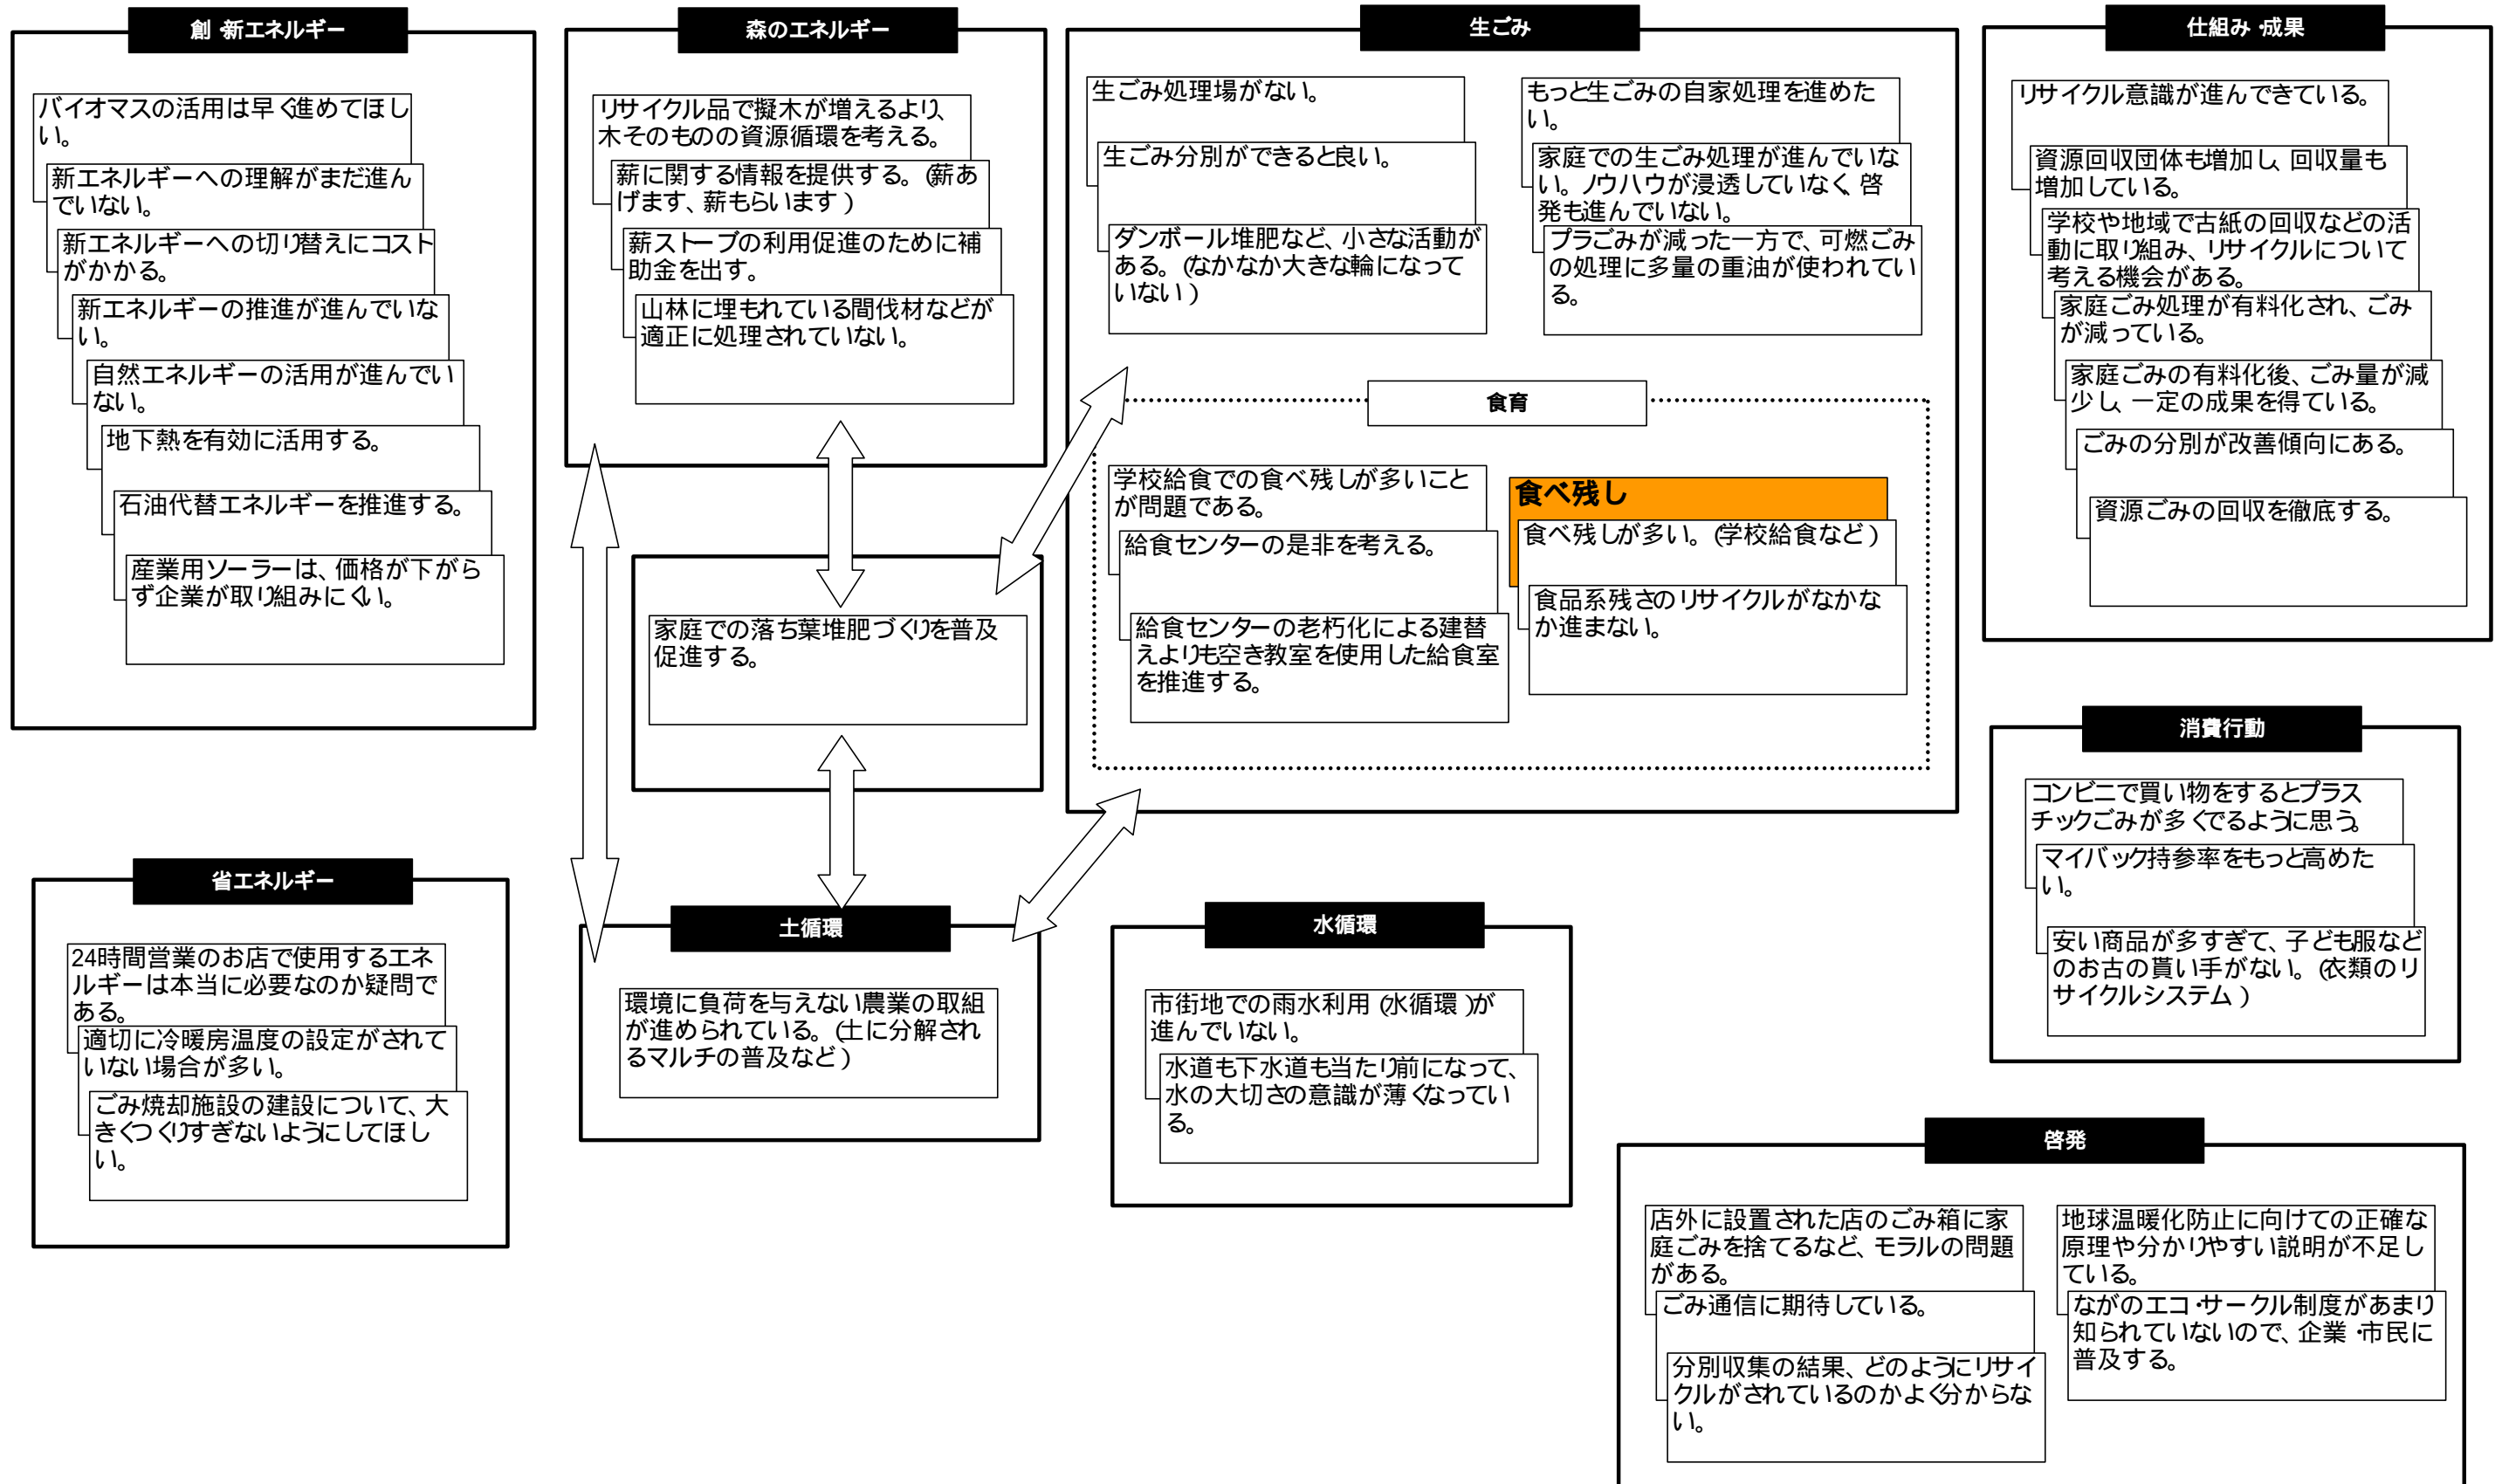 創・新エネルギー
バイオマスの活用は早く進めてほし
い。
新エネルギーへの理解がまだ進ん
でいない。
新エネルギーへの切り替えにコスト
がかかる。
新エネルギーの推進が進んでいな
い。
自然エネルギーの活用が進んでい
ない。
地下熱を有効に活用する。
石油代替エネルギーを推進する。
産業用ソーラーは、価格が下がら
ず企業が取り組みにくい。
森のエネルギー
リサイクル品で擬木が増えるより、
木そのものの資源循環を考える。
薪に関する情報を提供する。(薪あ
げます、薪もらいます)
薪ストーブの利用促進のために補
助金を出す。
山林に埋もれている間伐材などが
適正に処理されていない。
家庭での落ち葉堆肥づくりを普及
促進する。
生ごみ
生ごみ処理場がない。
生ごみ分別ができると良い。
ダンボール堆肥など、小さな活動が
ある。(なかなか大きな輪になって
いない)
もっと生ごみの自家処理を進めた
い。
家庭での生ごみ処理が進んでいな
い。ノウハウが浸透していなく、啓
発も進んでいない。
プラごみが減った一方で、可燃ごみ
の処理に多量の重油が使われてい
る。
食育
学校給食での食べ残しが多いこと
が問題である。
給食センターの是非を考える。
給食センターの老朽化による建替
えよりも空き教室を使用した給食室
を推進する。
食べ残し
食べ残しが多い。(学校給食など)
食品系残さのリサイクルがなかな
か進まない。
仕組み・成果
リサイクル意識が進んできている。
資源回収団体も増加し、回収量も
増加している。
学校や地域で古紙の回収などの活
動に取り組み、リサイクルについて
考える機会がある。
家庭ごみ処理が有料化され、ごみ
が減っている。
家庭ごみの有料化後、ごみ量が減
少し、一定の成果を得ている。
ごみの分別が改善傾向にある。
資源ごみの回収を徹底する。
消費行動
コンビニで買い物をするとプラス
チックごみが多くでるように思う。
マイバック持参率をもっと高めた
い。
安い商品が多すぎて、子ども服など
のお古の貰い手がない。(衣類のリ
サイクルシステム)
省エネルギー
24時間営業のお店で使用するエネ
ルギーは本当に必要なのか疑問で
ある。
適切に冷暖房温度の設定がされて
いない場合が多い。
ごみ焼却施設の建設について、大
きくつくりすぎないようにしてほし
い。
土循環
環境に負荷を与えない農業の取組
が進められている。(土に分解され
るマルチの普及など)
水循環
市街地での雨水利用(水循環)が
進んでいない。
水道も下水道も当たり前になって、
水の大切さの意識が薄くなってい
る。
啓発
店外に設置された店のごみ箱に家
庭ごみを捨てるなど、モラルの問題
がある。
ごみ通信に期待している。
分別収集の結果、どのようにリサイ
クルがされているのかよく分からな
い。
地球温暖化防止に向けての正確な
原理や分かりやすい説明が不足し
ている。
ながのエコ・サークル制度があまり
知られていないので、企業・市民に
普及する。